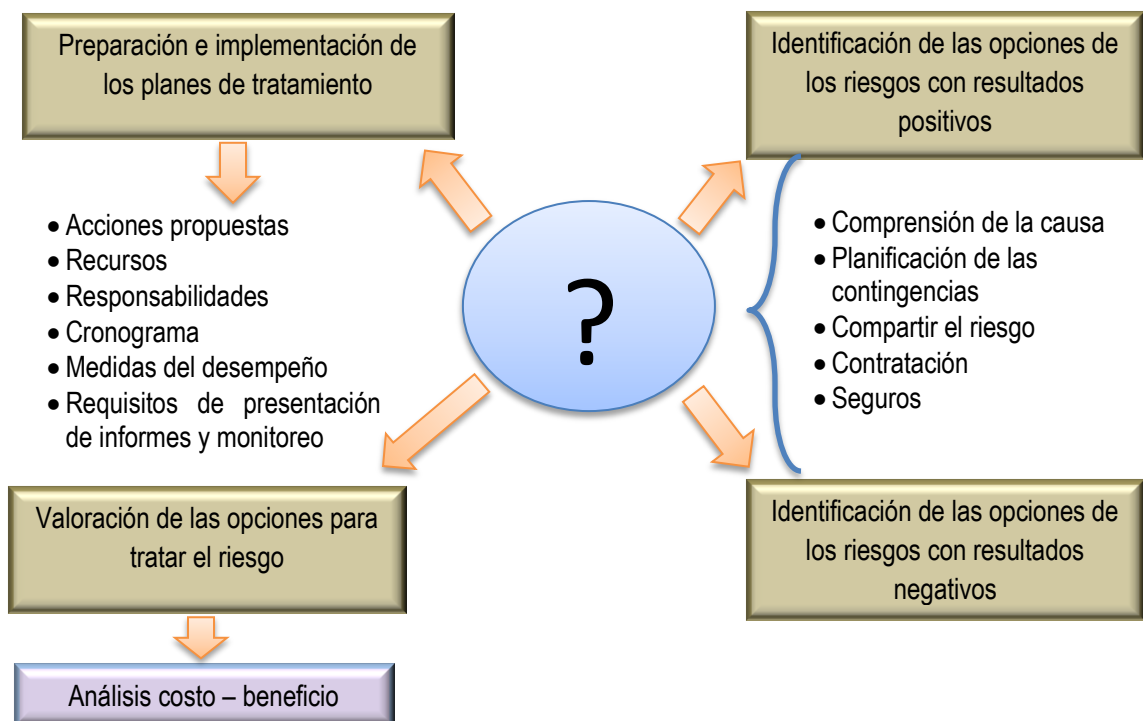 Preparación e implementación de
los planes de tratamiento
• Acciones propuestas
• Recursos
• Responsabilidades
• Cronograma
• Medidas del desempeño
• Requisitos de presentación
de informes y monitoreo
Valoración de las opciones para
tratar el riesgo
Análisis costo – beneficio
?
Identificación de las opciones de
los riesgos con resultados
positivos
• Comprensión de la causa
• Planificación de las
contingencias
• Compartir el riesgo
• Contratación
• Seguros
Identificación de las opciones de
los riesgos con resultados
negativos